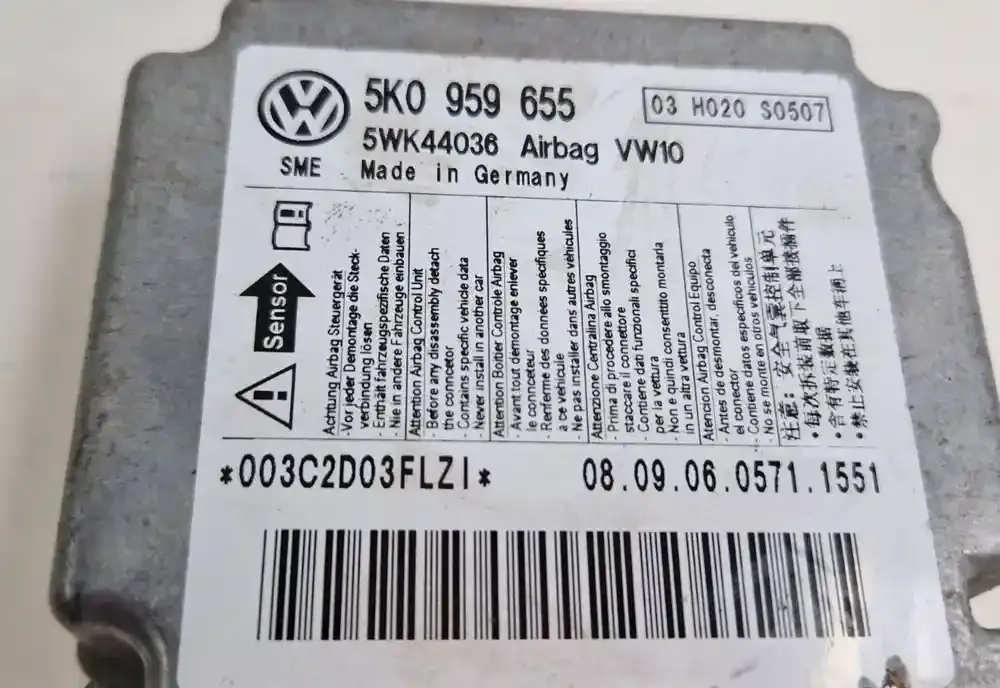 5K0 959 655
03 H020 S0507
5WK44036 Airbag VW10
SME
Made in Germany
Sensor
Achtung Airbag Steuergerät
- Vor jeder Demontage die Steck-
verbindung lösen
- Enthält fahrzeugspezifische Daten
Nie in andere Fahrzeuge einbauen
Attention Airbag Control Unit
- Before any disassembly detach
the conncetor
- Contains specific vehicle data
Never install in another car
Attention Boitier Controle Airbag
- Avant tout demontage enlever
le connceteur
- Renferme des données spécifiques
a ce véhicule
- Ne pas installer dans autres véhicules
Attenzione Centralina Airbag
- Prima di procedere allo smontaggio
staccare il connettore
- Contiene dati funzionali specifici
per la vettura
- Non e quindi consentitto montarla
in un altra vettura
Atencion Airbag Control Equipo
- Antes de desmontar, desconecta
el conector
- Contiene datos especificos del vehiculo
- No se monte en otros vehiculos
注意：安全气囊控制单元
•每次拆装前取下全部接插件
•含有特定数据
•禁止安装在其他车辆上
*003C2D03FLZI*
08.09.06.0571.1551